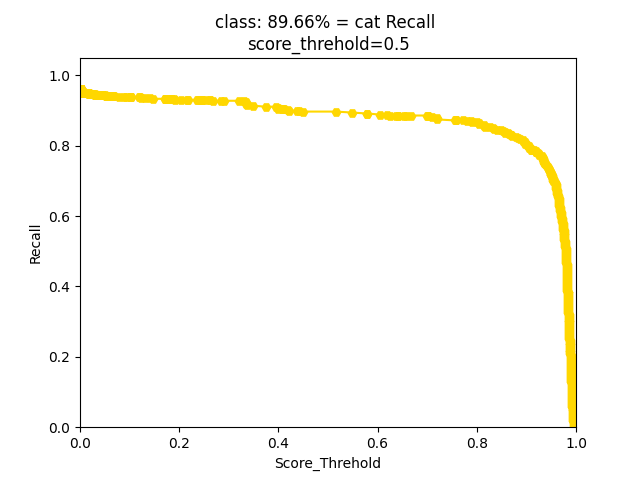 class: 89.66% = cat Recall
score_threhold=0.5
1.0
0.8
0.6
0.4
0.2
0.0
Recall
0.0 0.2 0.4 0.6 0.8 1.0
Score_Threhold